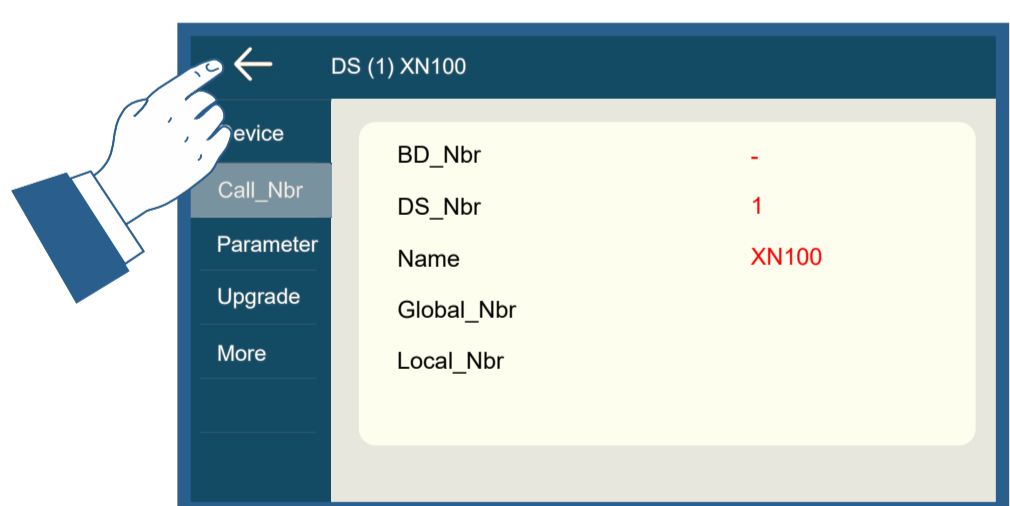 DS (1) XN100
evice
Call_Nbr
Parameter
Upgrade
More
BD_Nbr -
DS_Nbr 1
Name XN100
Global_Nbr
Local_Nbr